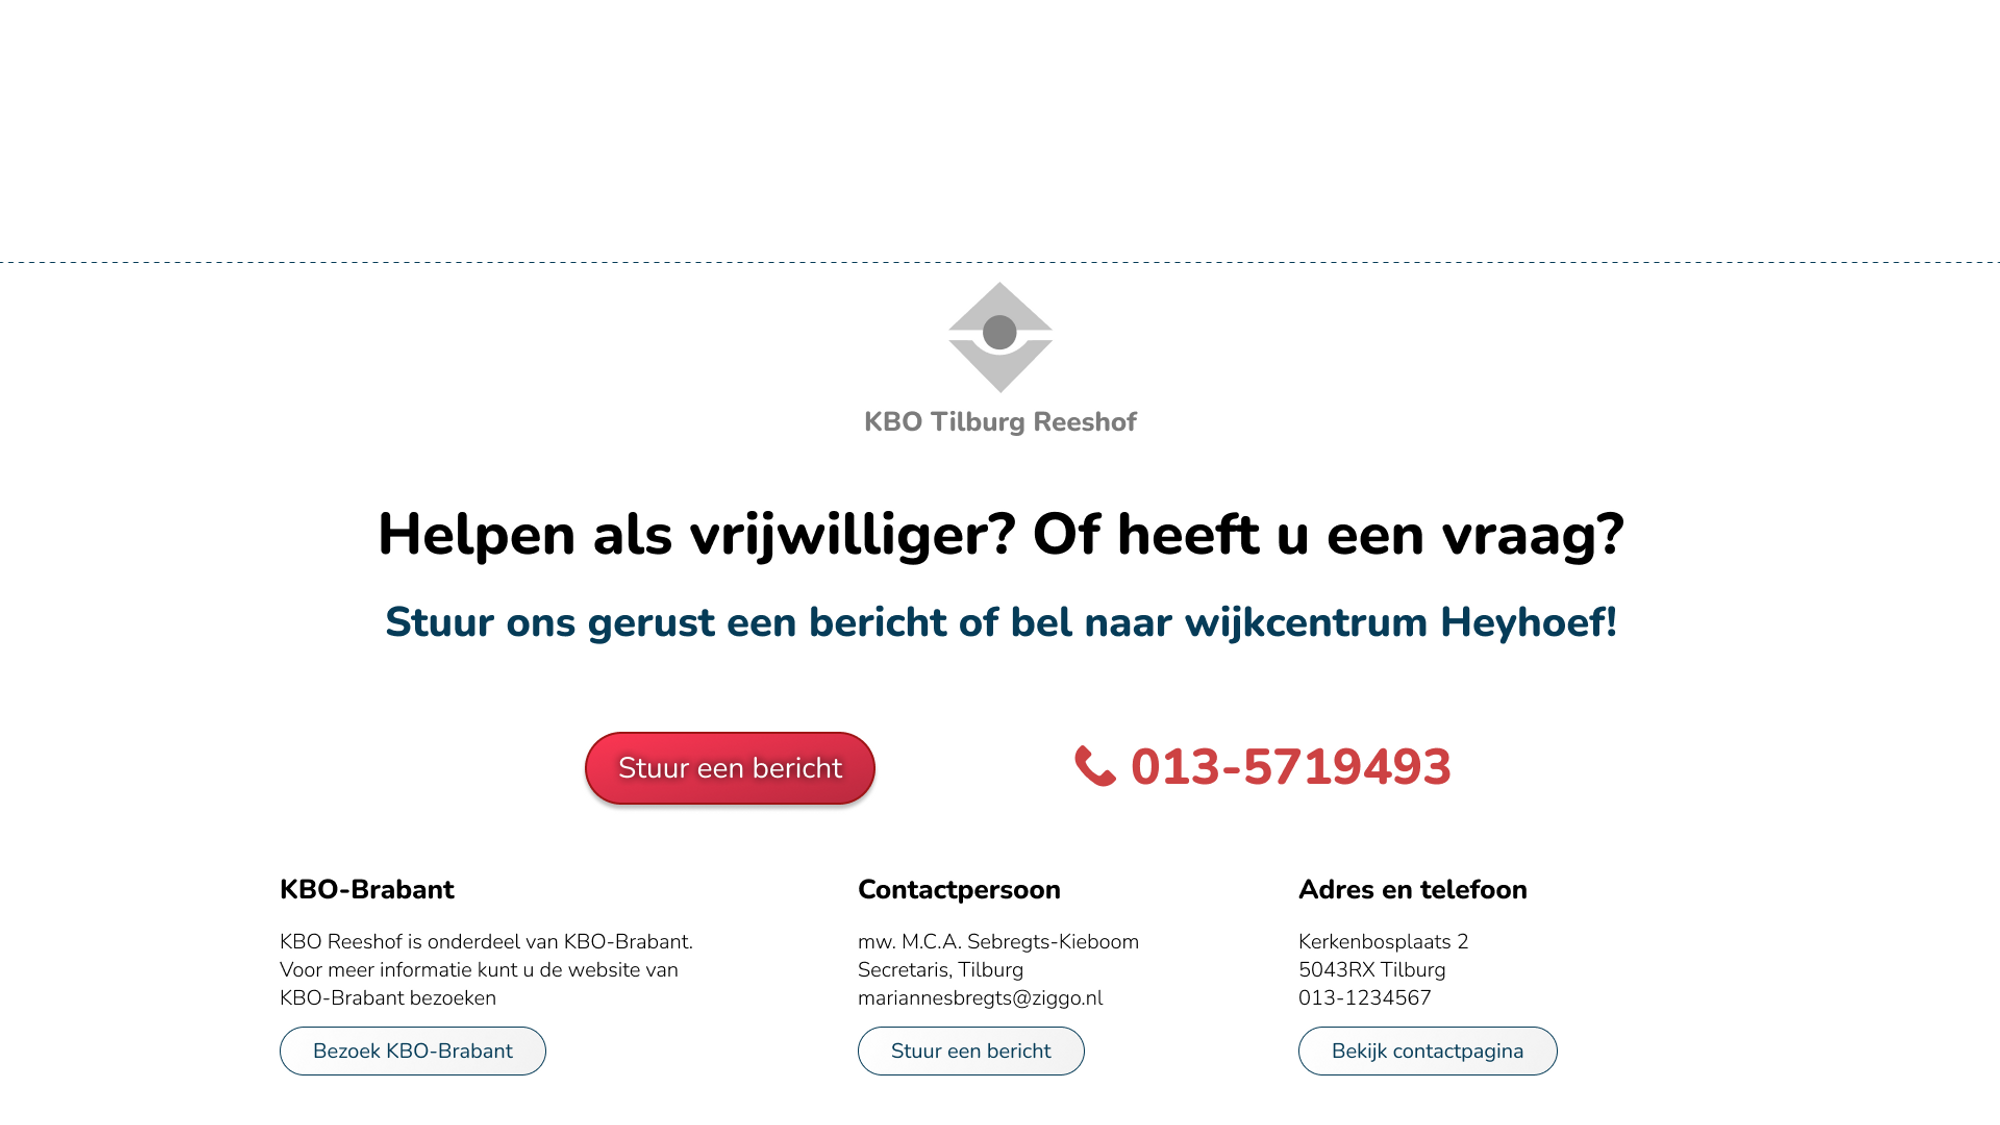 KBO Tilburg Reeshof
Helpen als vrijwilliger? Of heeft u een vraag?
Stuur ons gerust een bericht of bel naar wijkcentrum Heyhoef!
Stuur een bericht
013-5719493
KBO-Brabant
KBO Reeshof is onderdeel van KBO-Brabant.
Voor meer informatie kunt u de website van
KBO-Brabant bezoeken
Bezoek KBO-Brabant
Contactpersoon
mw. M.C.A. Sebregts-Kieboom
Secretaris, Tilburg
mariannesbregts@ziggo.nl
Stuur een bericht
Adres en telefoon
Kerkenbosplaats 2
5043RX Tilburg
013-1234567
Bekijk contactpagina